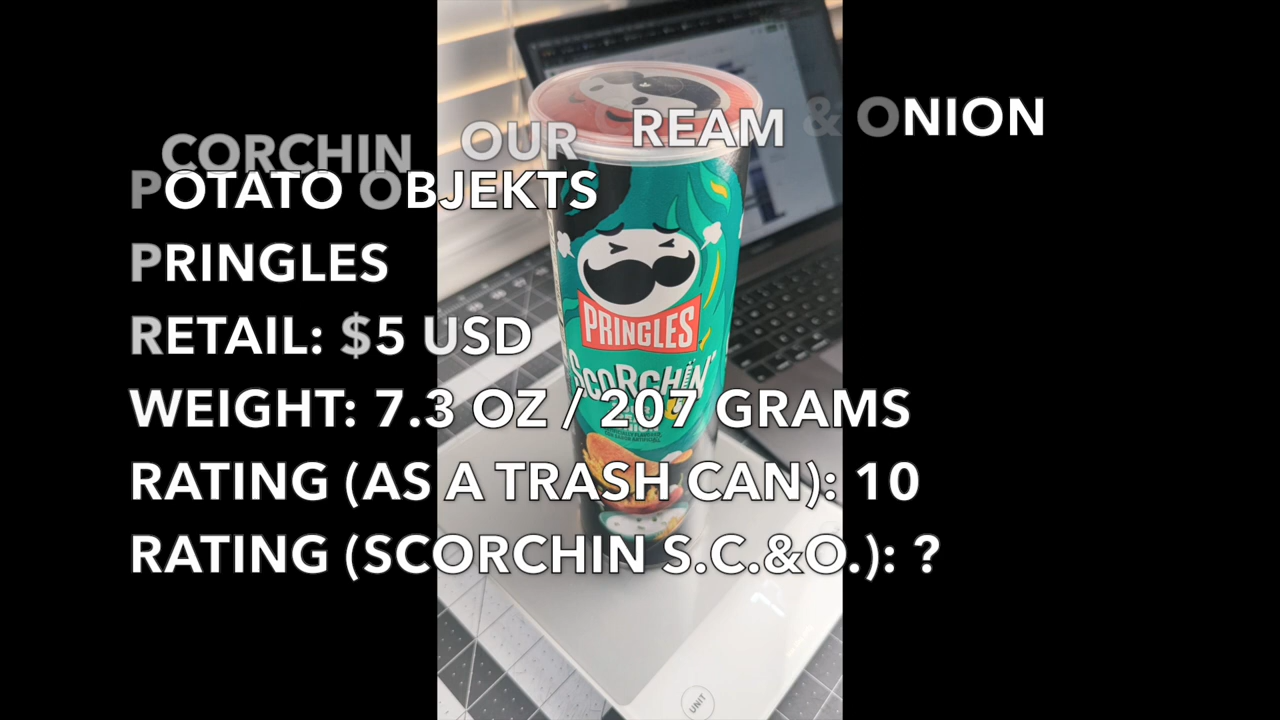 CORCHIN OUR REAM & ONION
POTATO OBJEKTS
PRINGLES
RETAIL: $5 USD
WEIGHT: 7.3 OZ / 207 GRAMS
RATING (AS A TRASH CAN): 10
RATING (SCORCHIN S.C.&O.): ?
PRINGLES
SCORCHIN'
UNIT